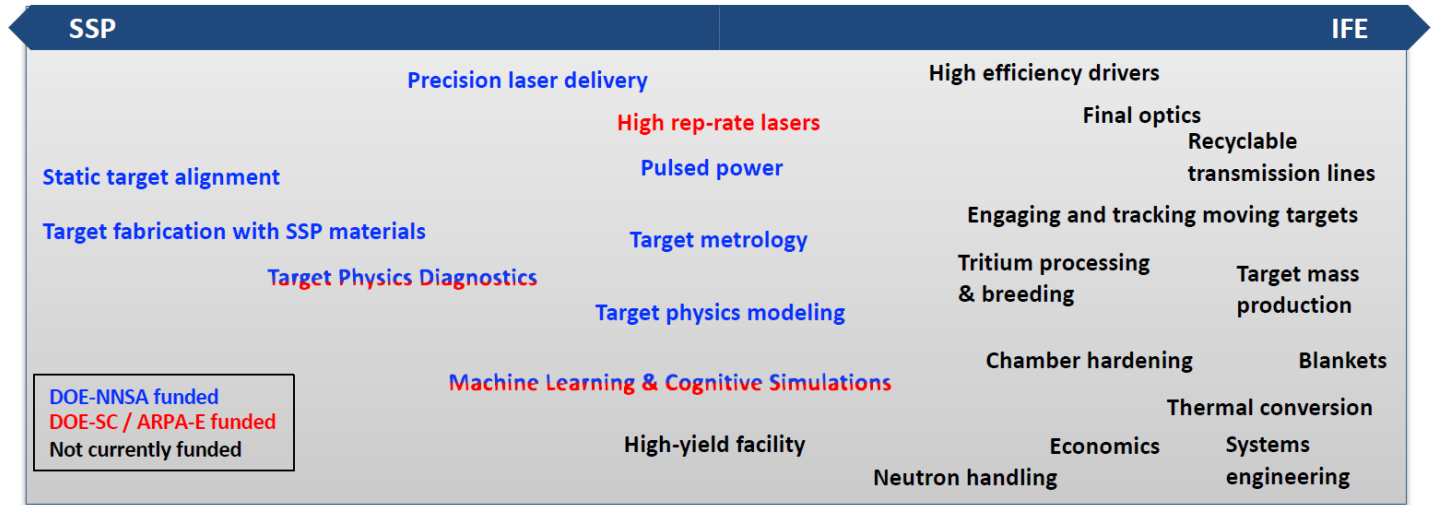 SSP
IFE
Precision laser delivery
High efficiency drivers
High rep-rate lasers
Final optics
Recyclable
transmission lines
Static target alignment
Pulsed power
Engaging and tracking moving targets
Target fabrication with SSP materials
Target metrology
Target Physics Diagnostics
Tritium processing
& breeding
Target mass
production
Target physics modeling
Chamber hardening
Blankets
Machine Learning & Cognitive Simulations
Thermal conversion
High-yield facility
Economics
Systems
engineering
Neutron handling
DOE-NNSA funded
DOE-SC / ARPA-E funded
Not currently funded